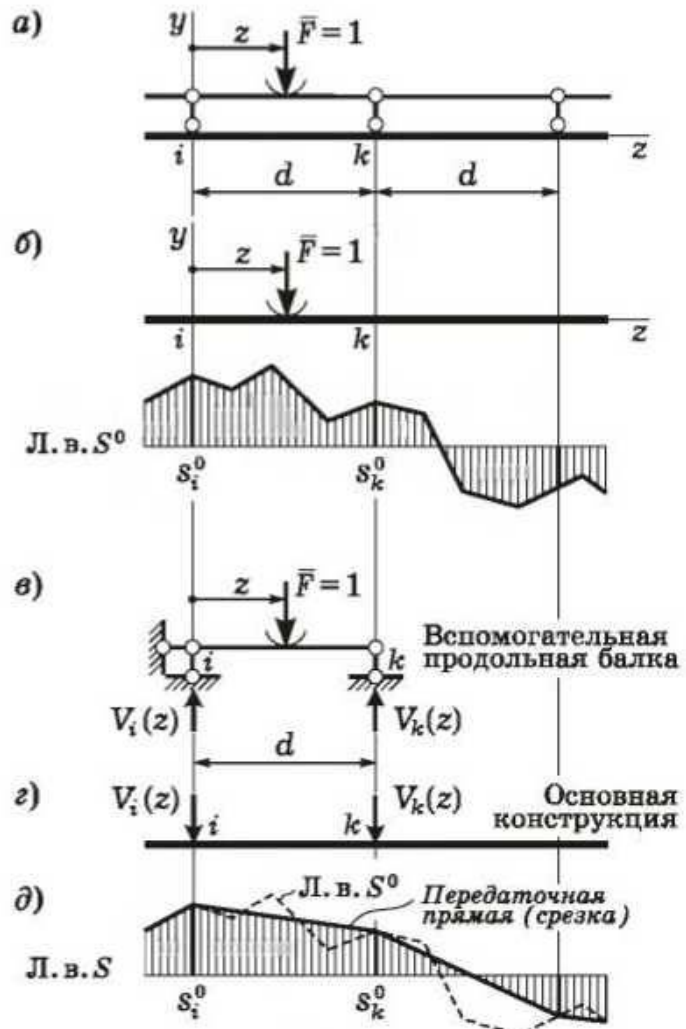 а)
y
z
F̅ = 1
i
k
z
d
d
б)
y
z
F̅ = 1
i
k
z
Л. в. S⁰
s⁰ᵢ
s⁰ₖ
в)
z
F̅ = 1
Вспомогательная
продольная балка
i
k
Vᵢ(z)
Vₖ(z)
d
г)
Vᵢ(z)
i
k
Vₖ(z)
Основная
конструкция
д)
Л. в. S⁰
Передаточная
прямая (срезка)
Л. в. S
s⁰ᵢ
s⁰ₖ